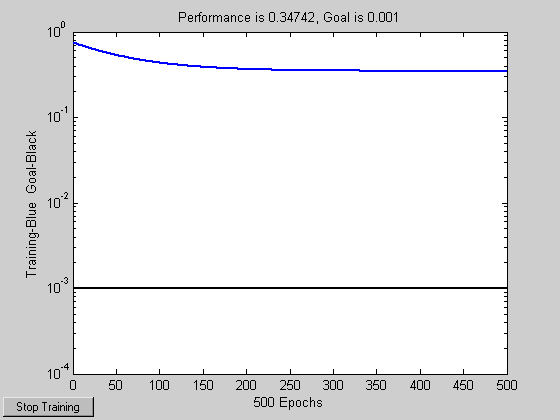 Performance is 0.34742, Goal is 0.001
10^0
10^-1
10^-2
10^-3
10^-4
Training-Blue Goal-Black
0 50 100 150 200 250 300 350 400 450 500
500 Epochs
Stop Training